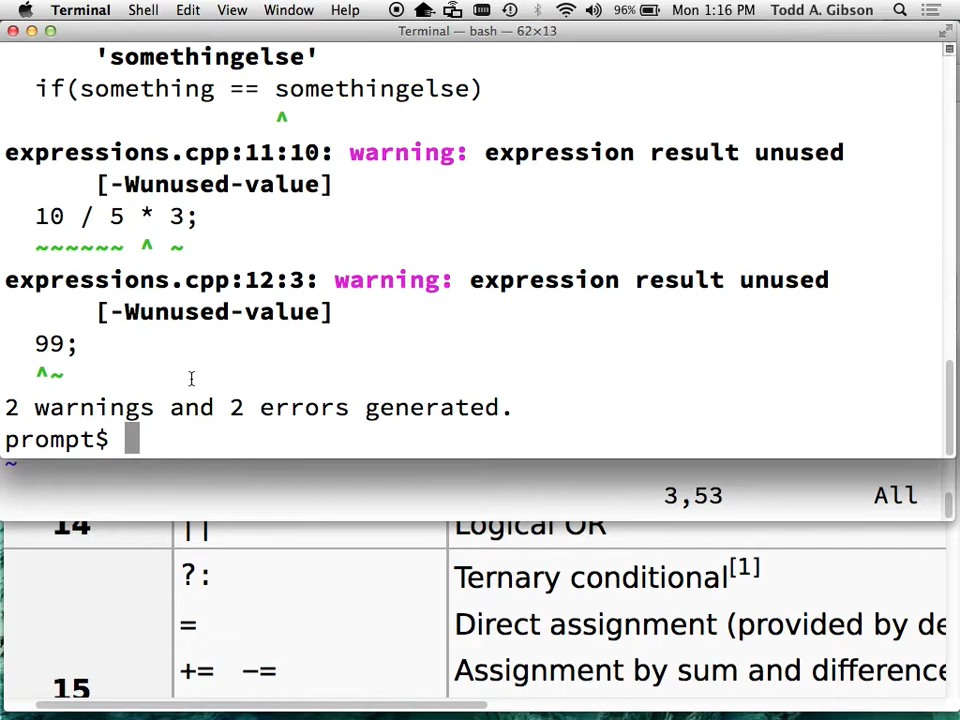 Terminal Shell Edit View Window Help 96% Mon 1:16 PM Todd A. Gibson
Terminal — bash — 62×13
'somethingelse'
if(something == somethingelse)
^
expressions.cpp:11:10: warning: expression result unused
[-Wunused-value]
10 / 5 * 3;
~~~~~~ ^ ~
expressions.cpp:12:3: warning: expression result unused
[-Wunused-value]
99;
^~
2 warnings and 2 errors generated.
prompt$
~
3,53 All
14 || Logical OR
?: Ternary conditional[1]
= Direct assignment (provided by de
+= -= Assignment by sum and difference
15